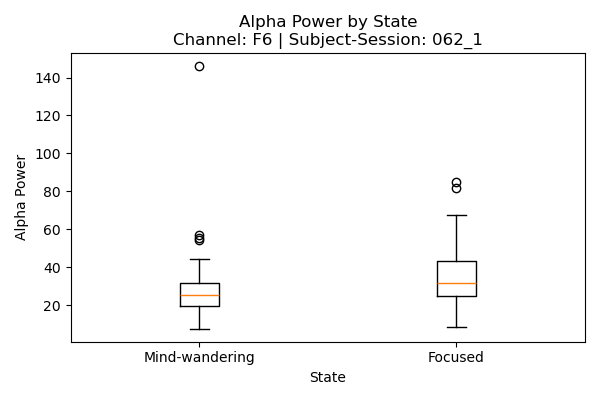 Alpha Power by State
Channel: F6 | Subject-Session: 062_1
140
120
100
80
60
40
20
Alpha Power
Mind-wandering
Focused
State